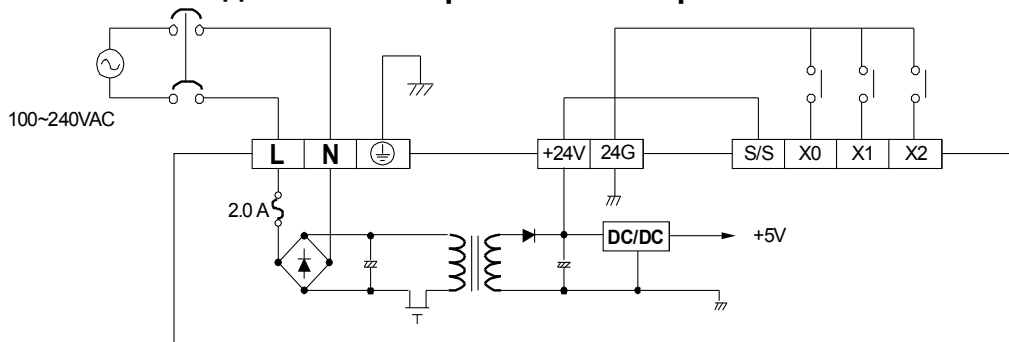 100~240VAC
L N
+24V 24G
S/S X0 X1 X2
2.0 A
DC/DC
+5V